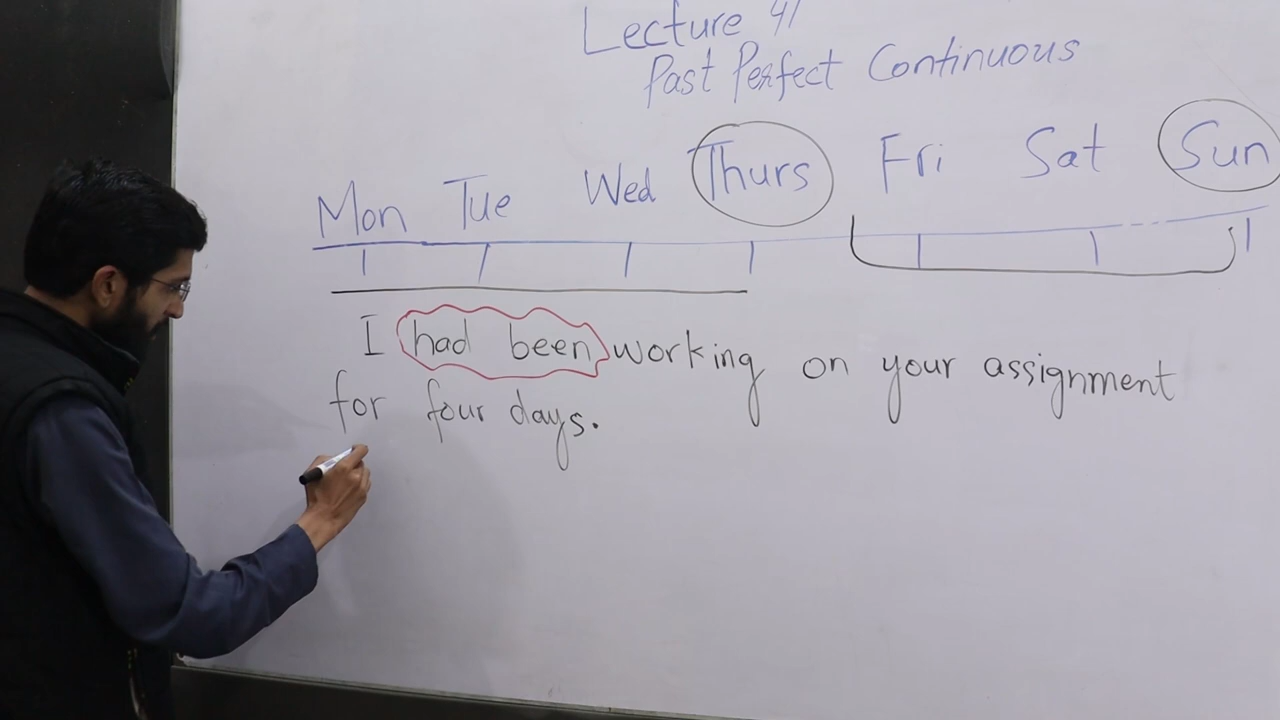 Lecture 41
Past Perfect Continuous
Mon Tue Wed Thurs Fri Sat Sun
I had been working on your assignment
for four days.